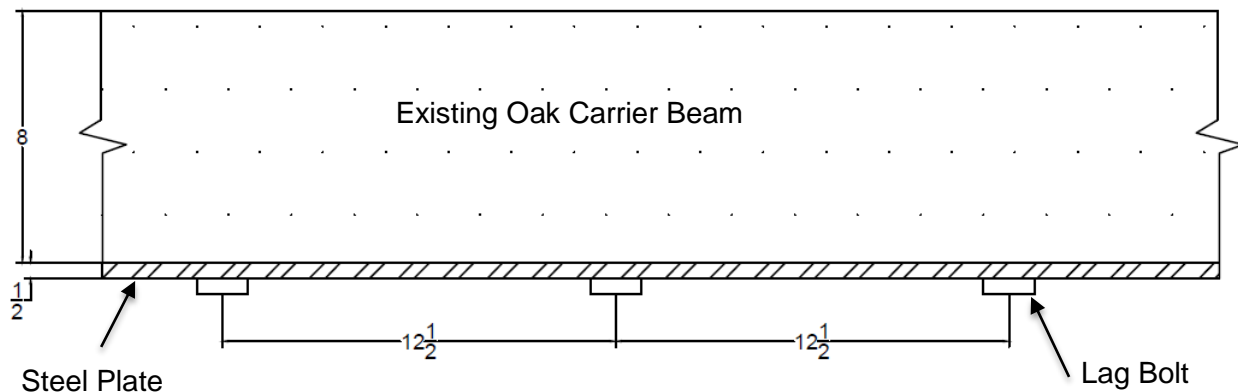 Existing Oak Carrier Beam
8
1/2
12 1/2
12 1/2
Steel Plate
Lag Bolt